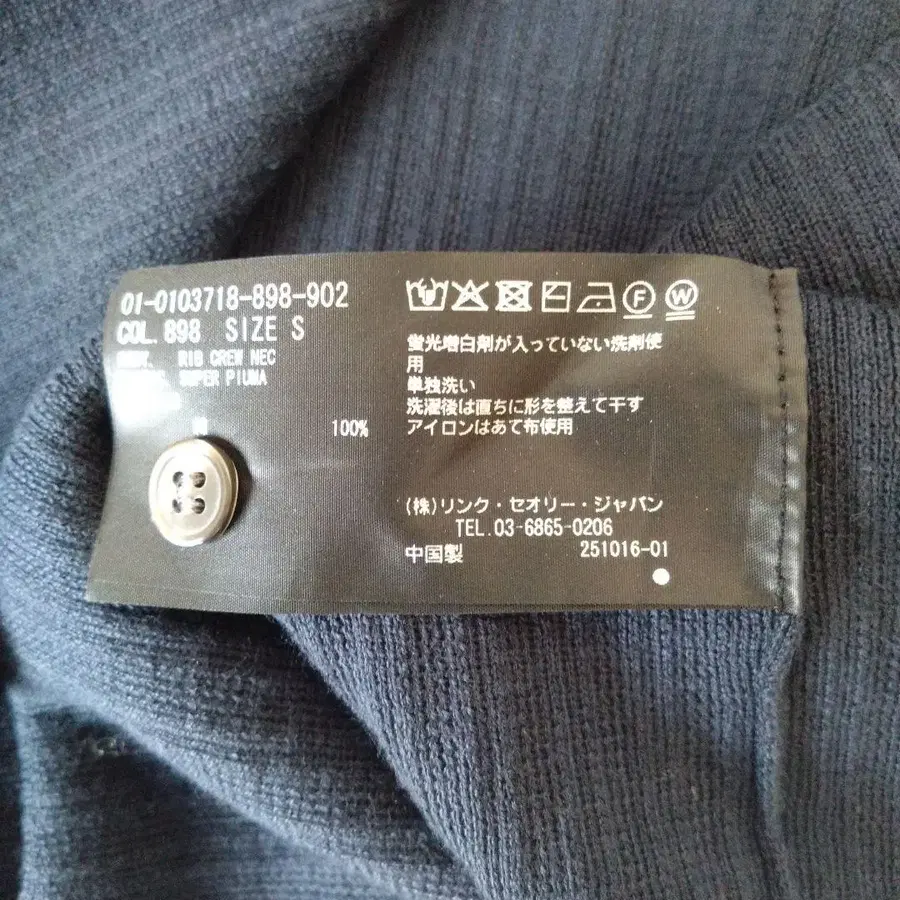 01-0103718-898-902
COL. 898 SIZE S
RIB CREW NEC
SUPER PIUMA
100%
F
W
蛍光増白剤が入っていない洗剤使
用
単独洗い
洗濯後は直ちに形を整えて干す
アイロンはあて布使用
(株)リンク・セオリー・ジャパン
TEL.03-6865-0206
中国製 251016-01